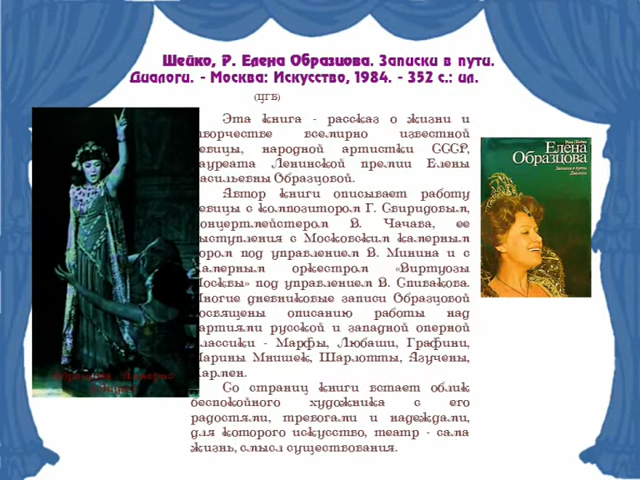 Шейко, Р. Елена Образцова. Записки в пути.
Диалоги. - Москва: Искусство, 1984. - 352 с.: ил.
(ЦГБ)
Эта книга - рассказ о жизни и
творчестве всемирно известной
певицы, народной артистки СССР,
лауреата Ленинской премии Елены
Васильевны Образцовой.
Автор книги описывает работу
певицы с композитором Г. Свиридовым,
концертмейстером В. Чачава, ее
выступления с Московским камерным
хором под управлением В. Минина и с
камерным оркестром «Виртуозы
Москвы» под управлением В. Спивакова.
Многие дневниковые записи Образцовой
посвящены описанию работы над
партиями русской и западной оперной
классики - Марфы, Любаши, Графини,
Марины Мнишек, Шарлотты, Азучены,
Кармен.
Со страниц книги встает облик
беспокойного художника с его
радостями, тревогами и надеждами,
для которого искусство, театр - сама
жизнь, смысл существования.
Елена
Образцова
Записки в пути
Диалоги